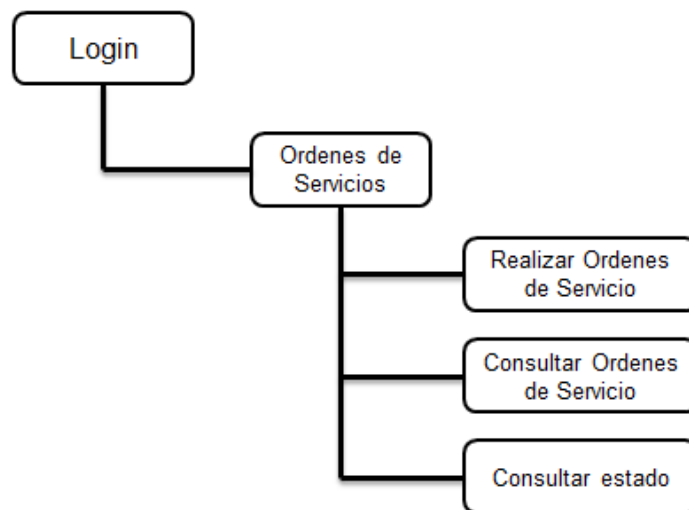 Login
Ordenes de
Servicios
Realizar Ordenes
de Servicio
Consultar Ordenes
de Servicio
Consultar estado